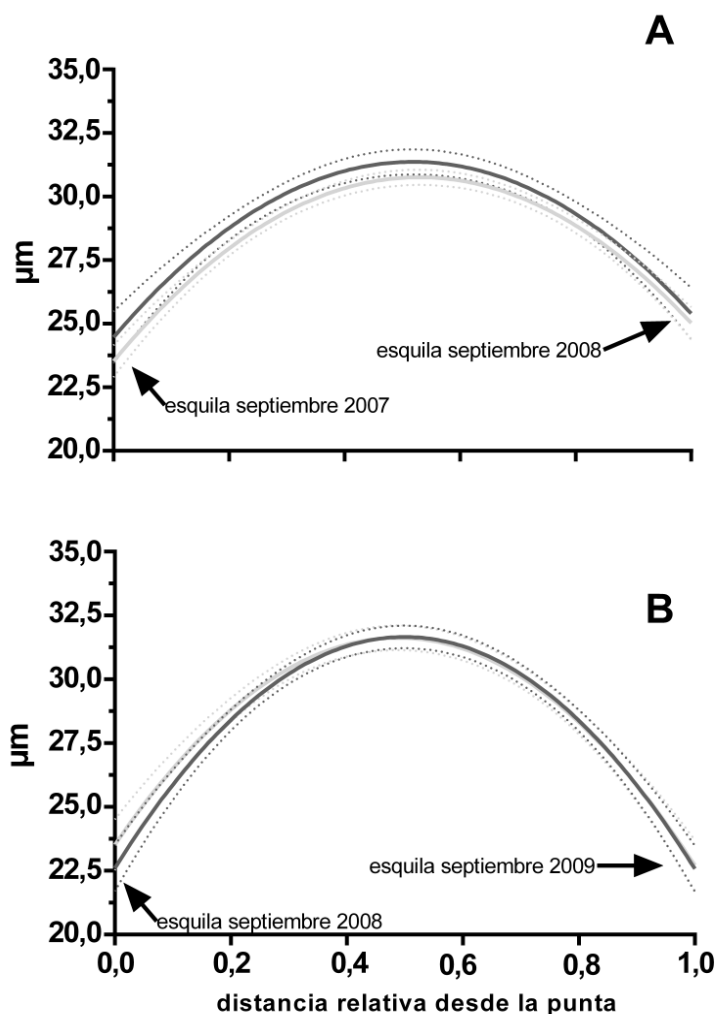 A
35,0
32,5
30,0
27,5
25,0
22,5
20,0
µm
esquila septiembre 2008
esquila septiembre 2007
B
35,0
32,5
30,0
27,5
25,0
22,5
20,0
µm
esquila septiembre 2009
esquila septiembre 2008
0,0 0,2 0,4 0,6 0,8 1,0
distancia relativa desde la punta